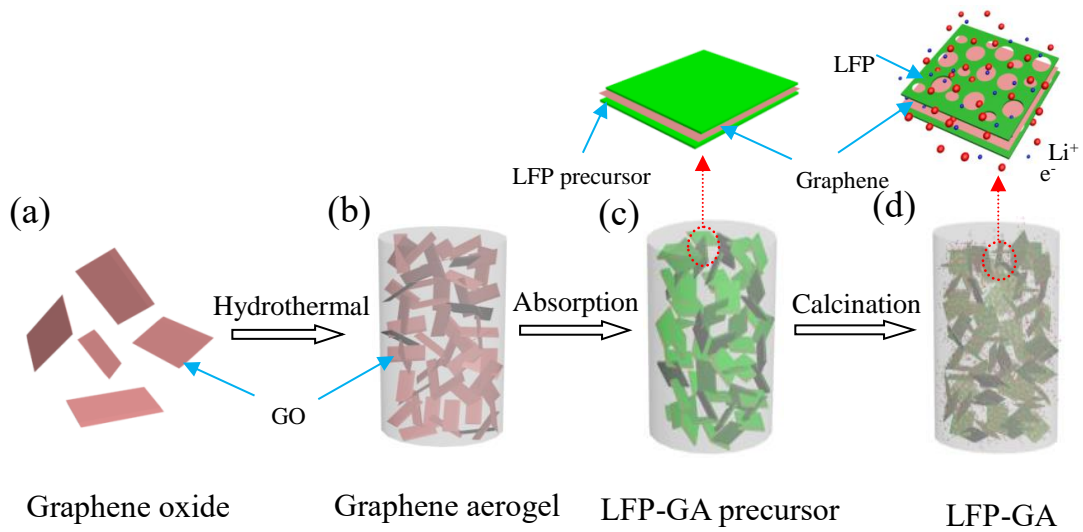 LFP
Li⁺
e⁻
LFP precursor
Graphene
(a)
(b)
(c)
(d)
Hydrothermal
Absorption
Calcination
GO
Graphene oxide
Graphene aerogel
LFP-GA precursor
LFP-GA